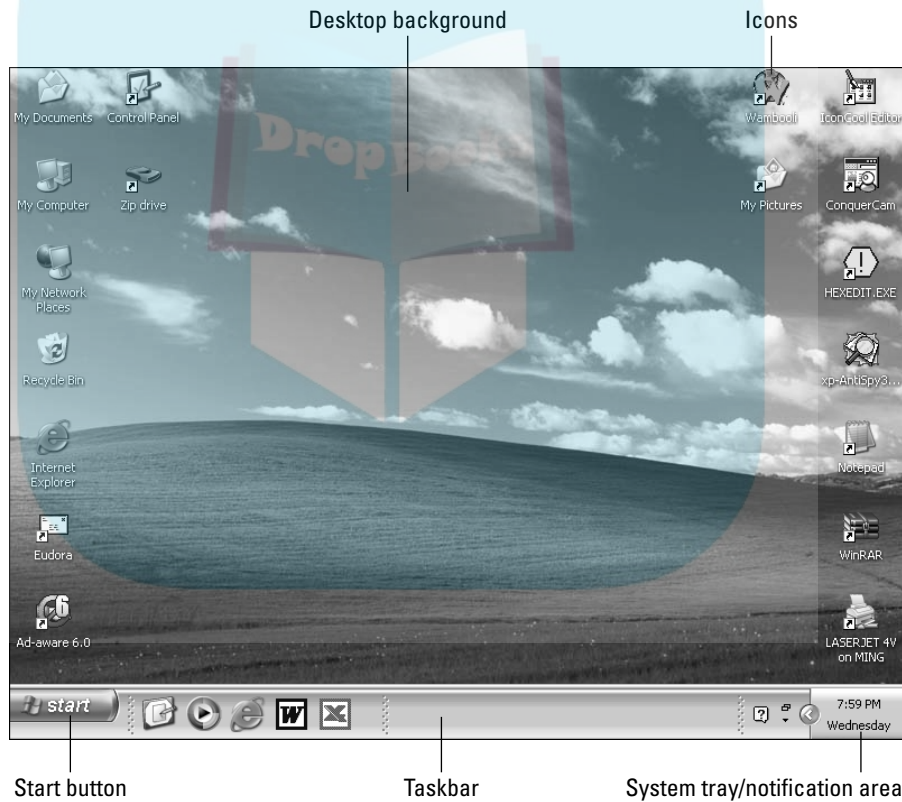 Desktop background
Icons
My Documents
Control Panel
Wambooli
IconCool Editor
Drop Books
My Computer
Zip drive
My Pictures
ConquerCam
My Network
Places
HEXEDIT.EXE
Recycle Bin
xp-AntiSpy3...
Internet
Explorer
Notepad
Eudora
WinRAR
Ad-aware 6.0
LASERJET 4V
on MING
start
7:59 PM
Wednesday
Start button
Taskbar
System tray/notification area